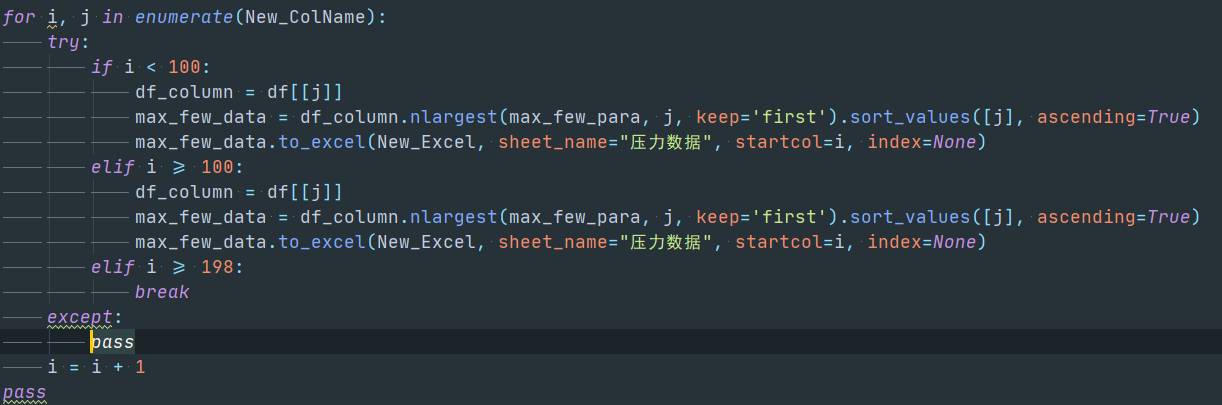 for i, j in enumerate(New_ColName):
try:
if i < 100:
df_column = df[[j]]
max_few_data = df_column.nlargest(max_few_para, j, keep='first').sort_values([j], ascending=True)
max_few_data.to_excel(New_Excel, sheet_name="压力数据", startcol=i, index=None)
elif i ⩾ 100:
df_column = df[[j]]
max_few_data = df_column.nlargest(max_few_para, j, keep='first').sort_values([j], ascending=True)
max_few_data.to_excel(New_Excel, sheet_name="压力数据", startcol=i, index=None)
elif i ⩾ 198:
break
except:
pass
i = i + 1
pass